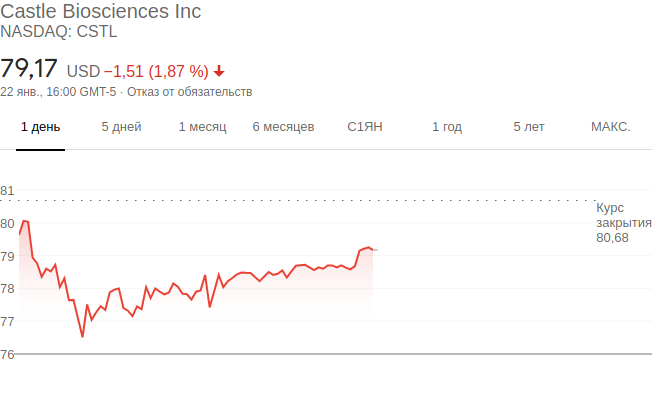 Castle Biosciences Inc
NASDAQ: CSTL
79,17 USD −1,51 (1,87 %)
22 янв., 16:00 GMT-5 · Отказ от обязательств
1 день 5 дней 1 месяц 6 месяцев С1ЯН 1 год 5 лет МАКС.
81
80
79
78
77
76
Курс
закрытия
80,68